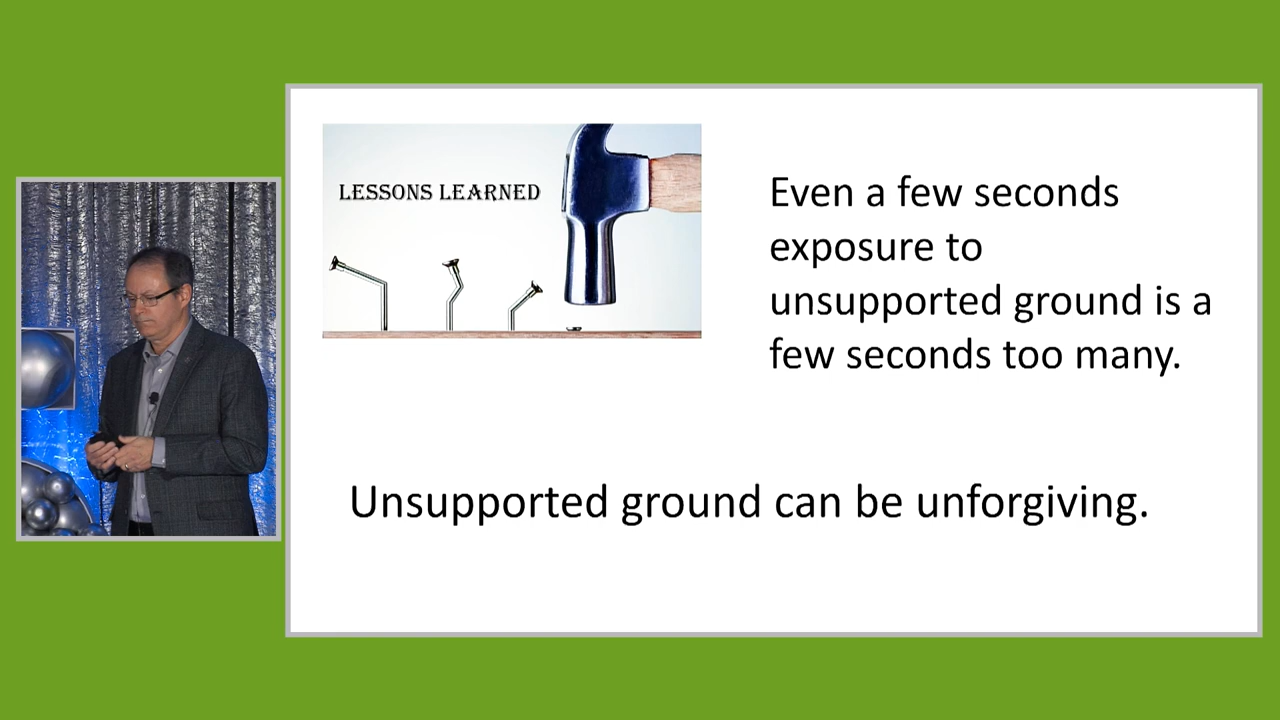 LESSONS LEARNED
Even a few seconds
exposure to
unsupported ground is a
few seconds too many.
Unsupported ground can be unforgiving.